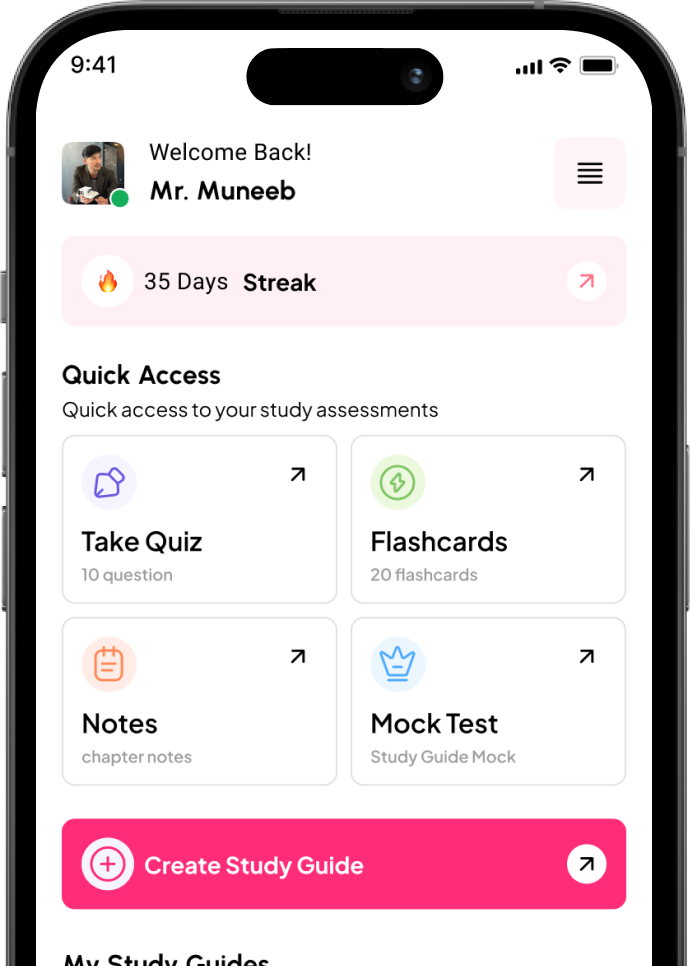 9:41
Welcome Back!
Mr. Muneeb
35 Days Streak
Quick Access
Quick access to your study assessments
Take Quiz
10 question
Flashcards
20 flashcards
Notes
chapter notes
Mock Test
Study Guide Mock
Create Study Guide
My Study Guides